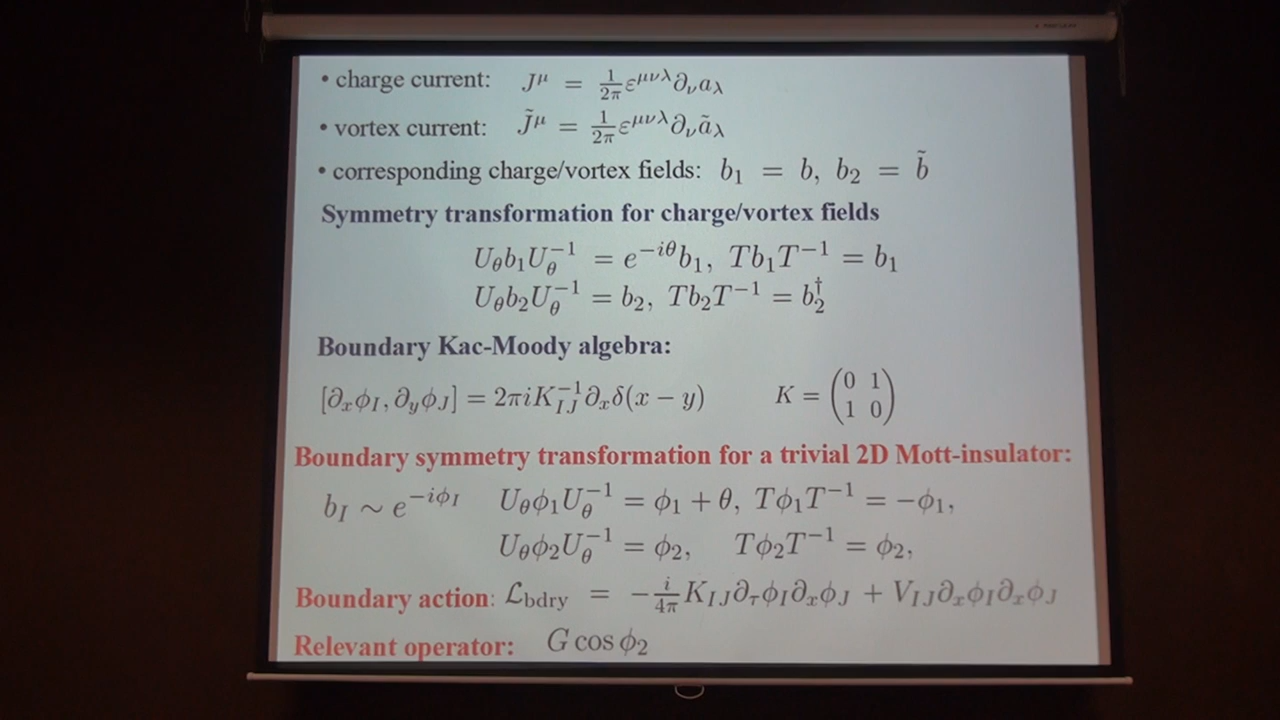 • charge current: J^μ = 1/2π ε^{μνλ} ∂_ν a_λ
• vortex current: J̃^μ = 1/2π ε^{μνλ} ∂_ν ã_λ
• corresponding charge/vortex fields: b_1 = b, b_2 = b̃
Symmetry transformation for charge/vortex fields
U_θ b_1 U_θ^{-1} = e^{-iθ} b_1, T b_1 T^{-1} = b_1
U_θ b_2 U_θ^{-1} = b_2, T b_2 T^{-1} = b_2^†
Boundary Kac-Moody algebra:
[∂_x ϕ_I, ∂_y ϕ_J] = 2πi K_{IJ}^{-1} ∂_x δ(x − y) K = (0 1; 1 0)
Boundary symmetry transformation for a trivial 2D Mott-insulator:
b_I ∼ e^{-iϕ_I} U_θ ϕ_1 U_θ^{-1} = ϕ_1 + θ, T ϕ_1 T^{-1} = −ϕ_1,
U_θ ϕ_2 U_θ^{-1} = ϕ_2, T ϕ_2 T^{-1} = ϕ_2,
Boundary action: ℒ_bdry = − i/4π K_{IJ} ∂_τ ϕ_I ∂_x ϕ_J + V_{IJ} ∂_x ϕ_I ∂_x ϕ_J
Relevant operator: G cos ϕ_2